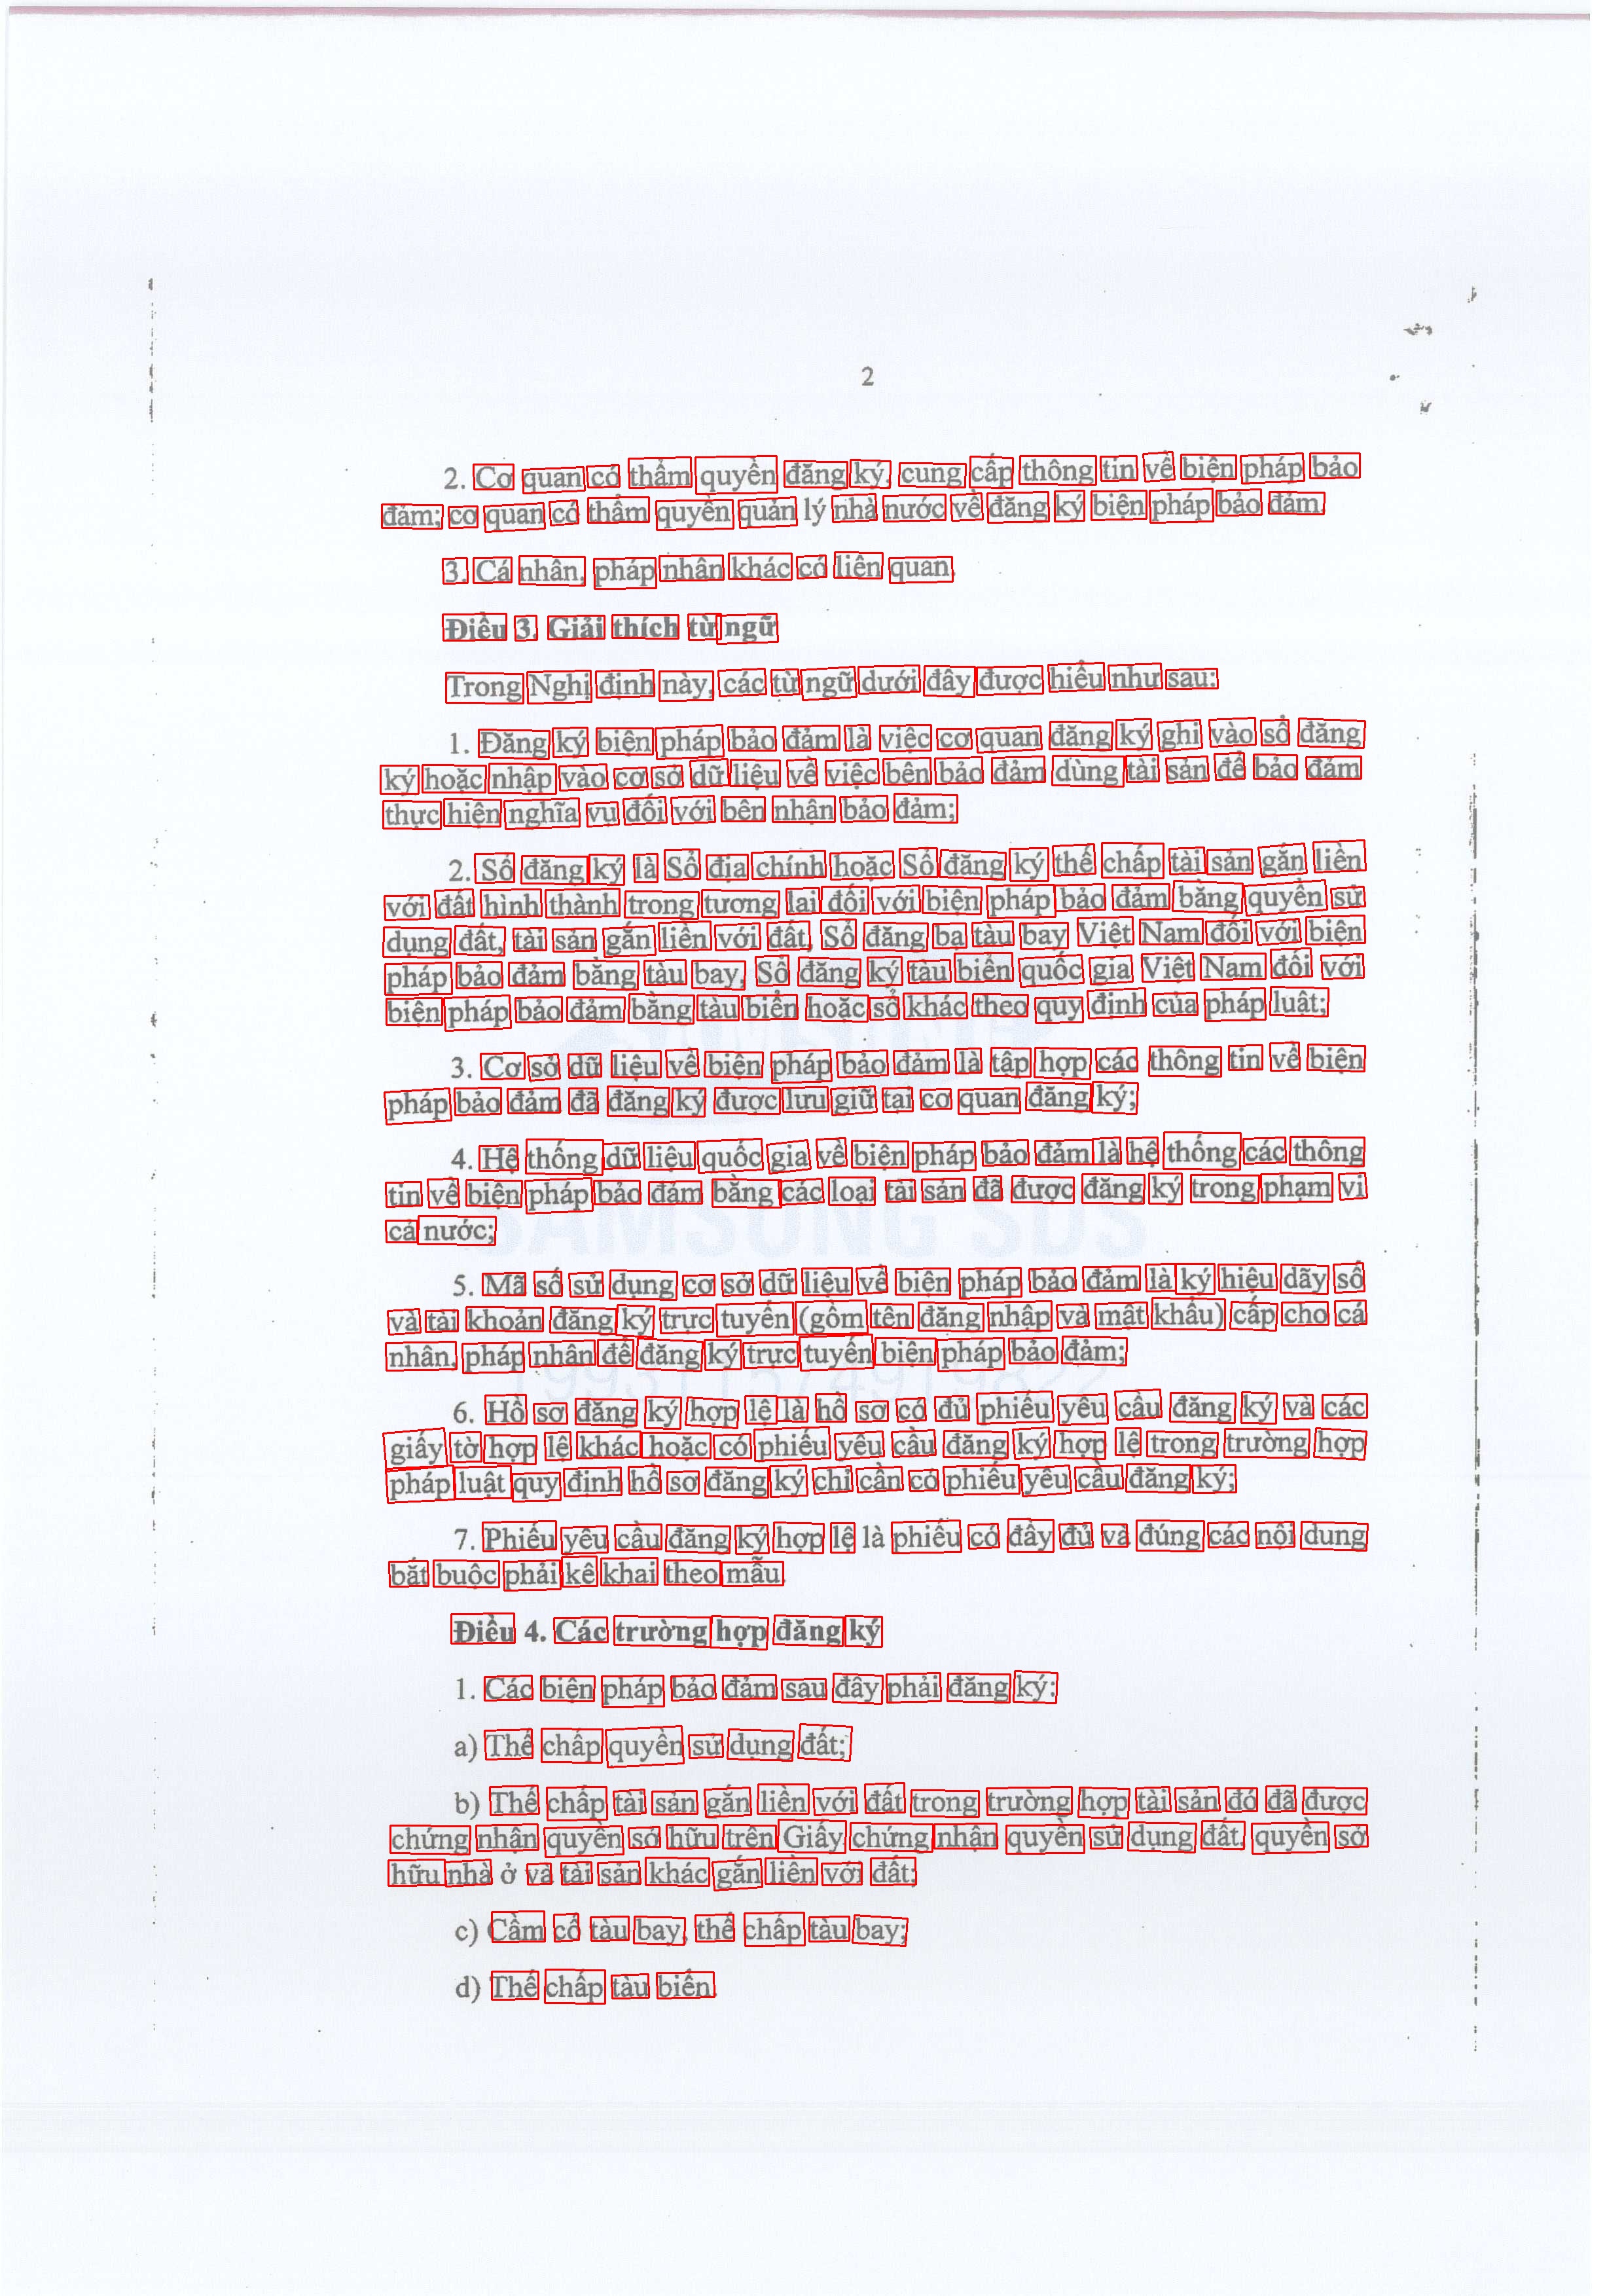 2
2. Cơ quan có thẩm quyền đăng ký, cung cấp thông tin về biện pháp bảo
đảm; cơ quan có thẩm quyền quản lý nhà nước về đăng ký biện pháp bảo đảm.
3. Cá nhân, pháp nhân khác có liên quan.
Điều 3. Giải thích từ ngữ
Trong Nghị định này, các từ ngữ dưới đây được hiểu như sau:
1. Đăng ký biện pháp bảo đảm là việc cơ quan đăng ký ghi vào sổ đăng
ký hoặc nhập vào cơ sở dữ liệu về việc bên bảo đảm dùng tài sản để bảo đảm
thực hiện nghĩa vụ đối với bên nhận bảo đảm;
2. Sổ đăng ký là Sổ địa chính hoặc Sổ đăng ký thế chấp tài sản gắn liền
với đất hình thành trong tương lai đối với biện pháp bảo đảm bằng quyền sử
dụng đất, tài sản gắn liền với đất, Sổ đăng bạ tàu bay Việt Nam đối với biện
pháp bảo đảm bằng tàu bay, Sổ đăng ký tàu biển quốc gia Việt Nam đối với
biện pháp bảo đảm bằng tàu biển hoặc sổ khác theo quy định của pháp luật;
3. Cơ sở dữ liệu về biện pháp bảo đảm là tập hợp các thông tin về biện
pháp bảo đảm đã đăng ký được lưu giữ tại cơ quan đăng ký;
4. Hệ thống dữ liệu quốc gia về biện pháp bảo đảm là hệ thống các thông
tin về biện pháp bảo đảm bằng các loại tài sản đã được đăng ký trong phạm vi
cả nước;
SAMSUNG SDS
5. Mã số sử dụng cơ sở dữ liệu về biện pháp bảo đảm là ký hiệu dãy số
và tài khoản đăng ký trực tuyến (gồm tên đăng nhập và mật khẩu) cấp cho cá
nhân, pháp nhân để đăng ký trực tuyến biện pháp bảo đảm;
6. Hồ sơ đăng ký hợp lệ là hồ sơ có đủ phiếu yêu cầu đăng ký và các
giấy tờ hợp lệ khác hoặc có phiếu yêu cầu đăng ký hợp lệ trong trường hợp
pháp luật quy định hồ sơ đăng ký chỉ cần có phiếu yêu cầu đăng ký;
7. Phiếu yêu cầu đăng ký hợp lệ là phiếu có đầy đủ và đúng các nội dung
bắt buộc phải kê khai theo mẫu.
Điều 4. Các trường hợp đăng ký
1. Các biện pháp bảo đảm sau đây phải đăng ký:
a) Thế chấp quyền sử dụng đất;
b) Thế chấp tài sản gắn liền với đất trong trường hợp tài sản đó đã được
chứng nhận quyền sở hữu trên Giấy chứng nhận quyền sử dụng đất, quyền sở
hữu nhà ở và tài sản khác gắn liền với đất;
c) Cầm cố tàu bay, thế chấp tàu bay;
d) Thế chấp tàu biển.